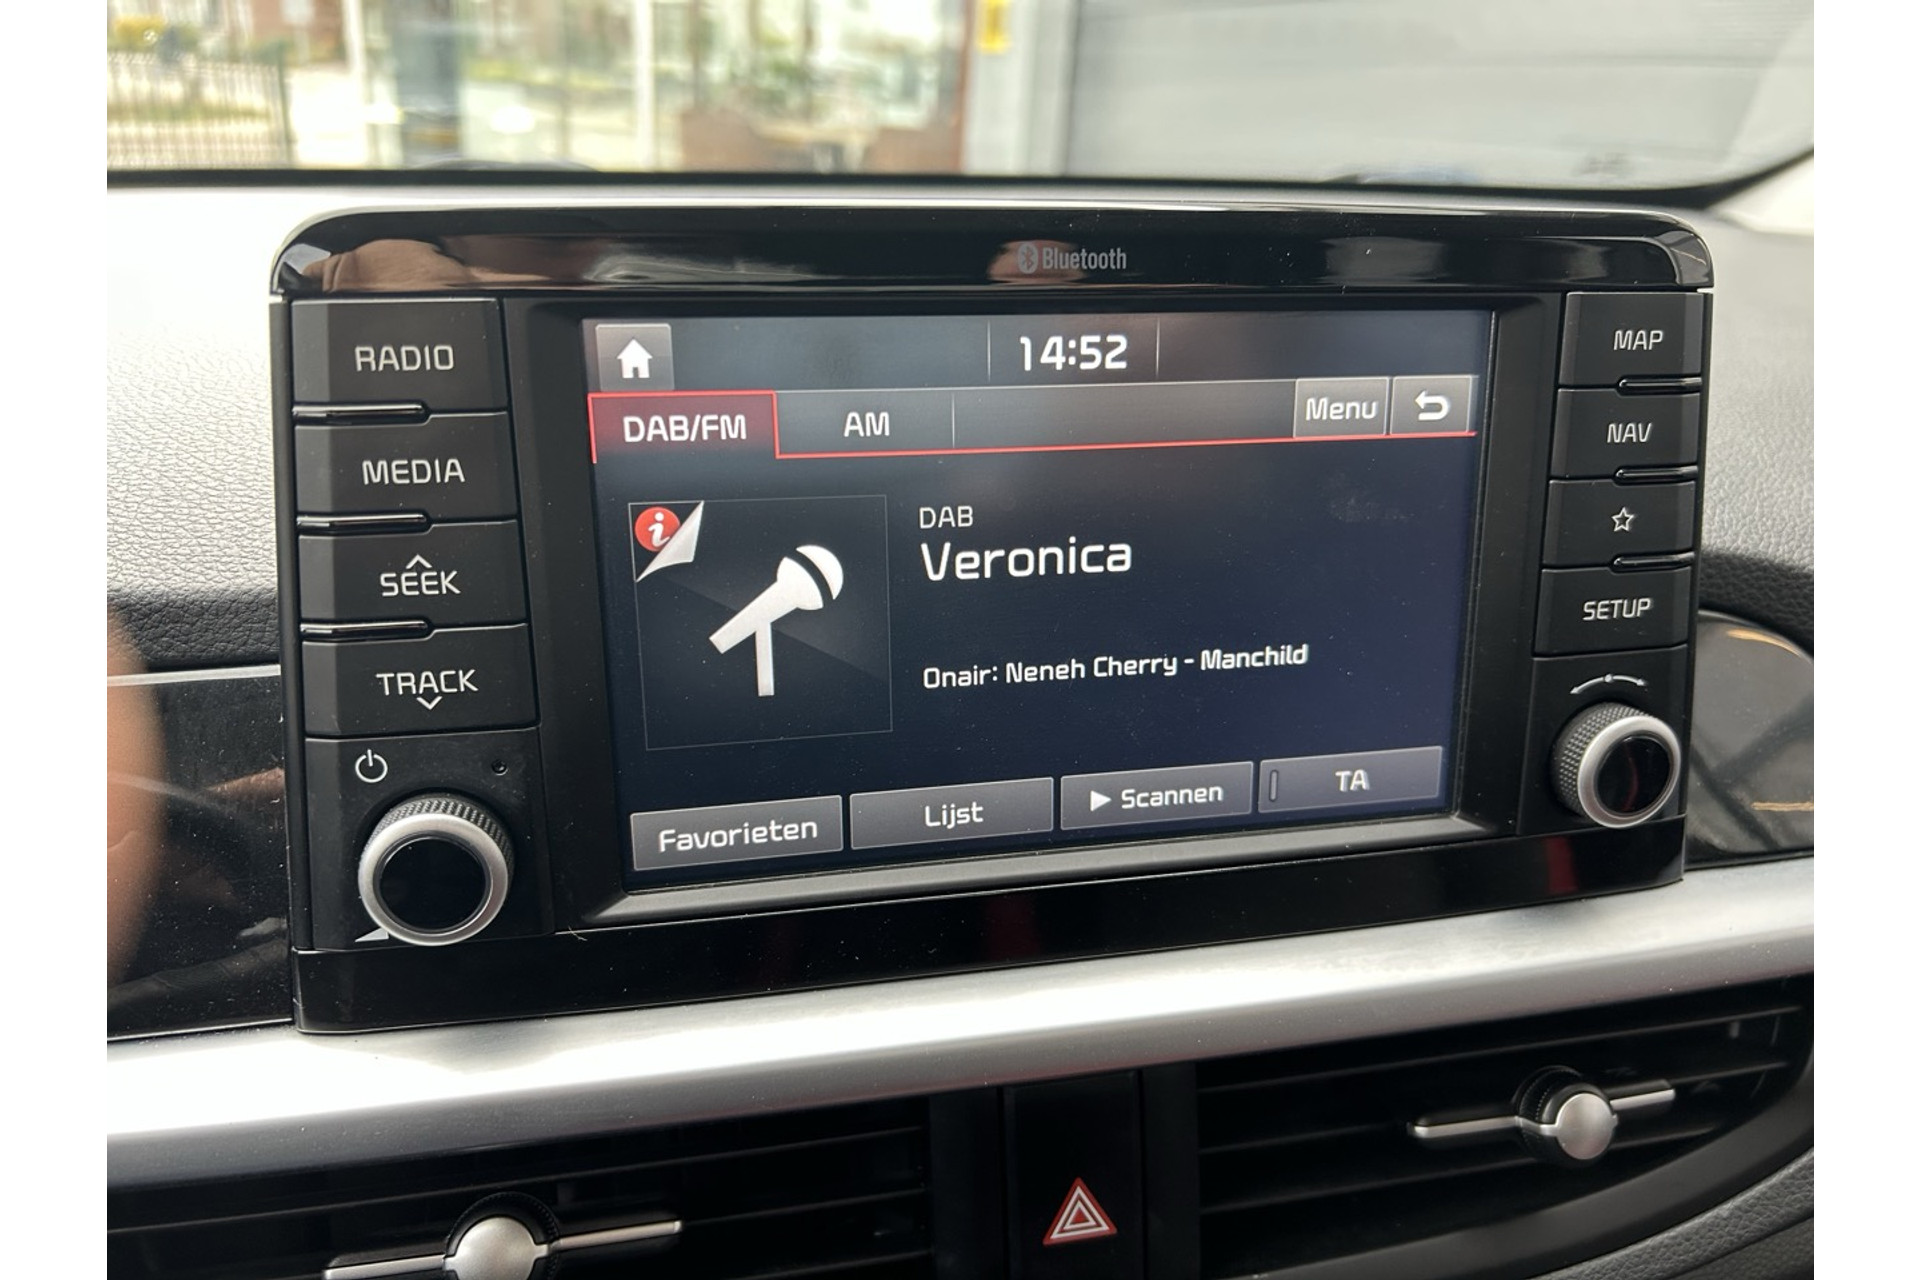 Bluetooth
RADIO
MEDIA
SEEK
TRACK
14:52
DAB/FM
AM
Menu
DAB
Veronica
Onair: Neneh Cherry - Manchild
Favorieten
Lijst
Scannen
TA
MAP
NAV
SETUP